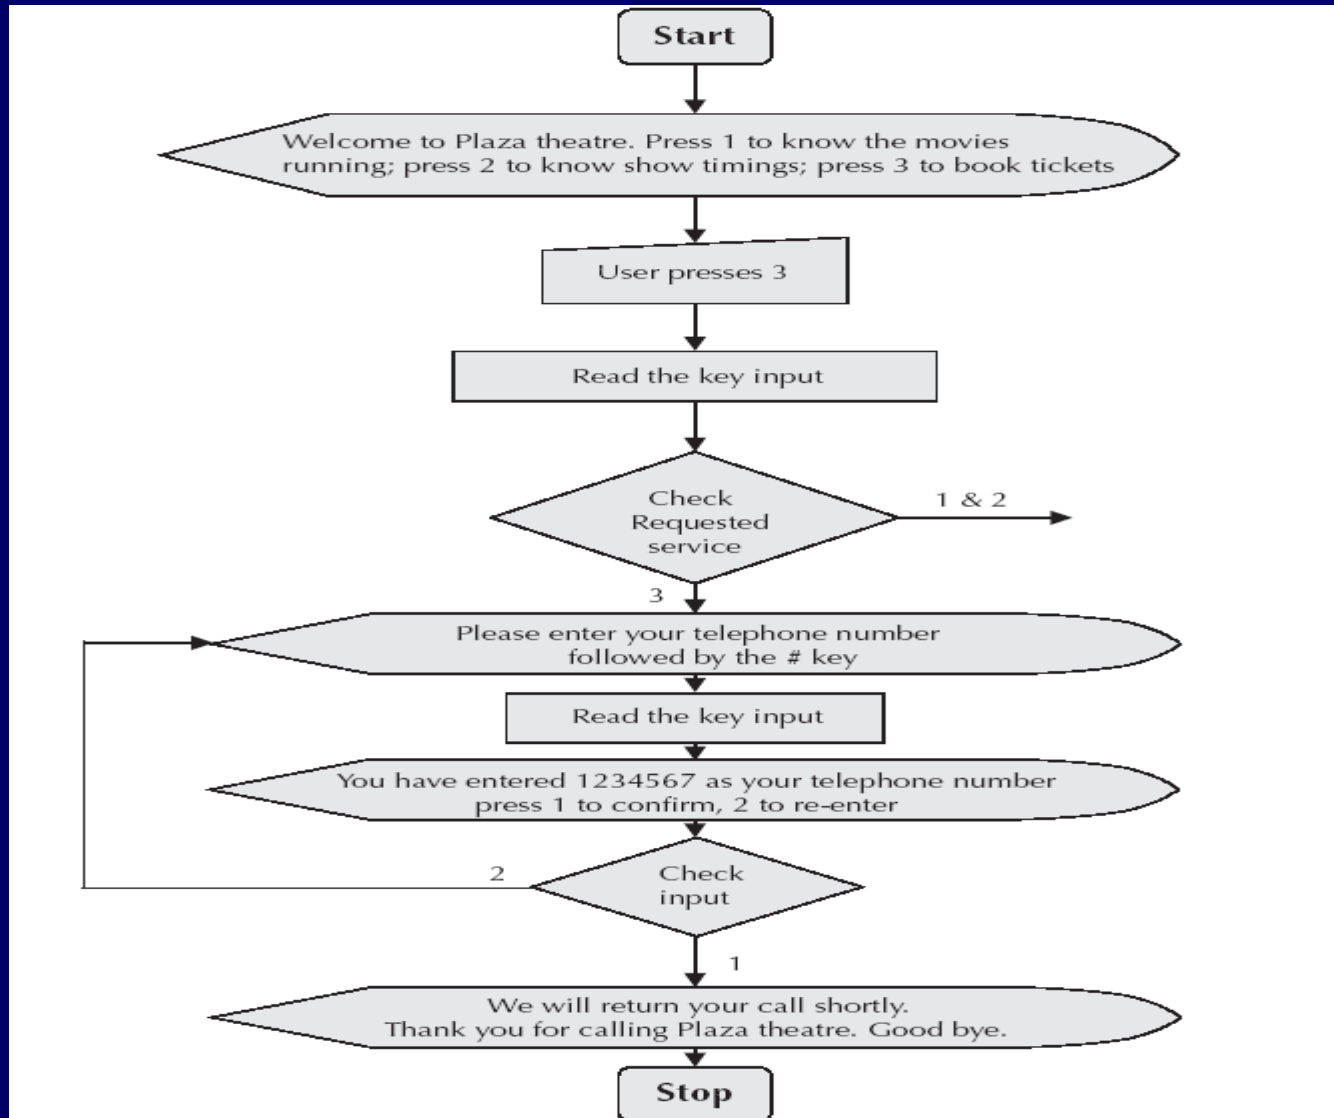 Start
Welcome to Plaza theatre. Press 1 to know the movies
running; press 2 to know show timings; press 3 to book tickets
User presses 3
Read the key input
Check
Requested
service
1 & 2
3
Please enter your telephone number
followed by the # key
Read the key input
You have entered 1234567 as your telephone number
press 1 to confirm, 2 to re-enter
2
Check
input
1
We will return your call shortly.
Thank you for calling Plaza theatre. Good bye.
Stop